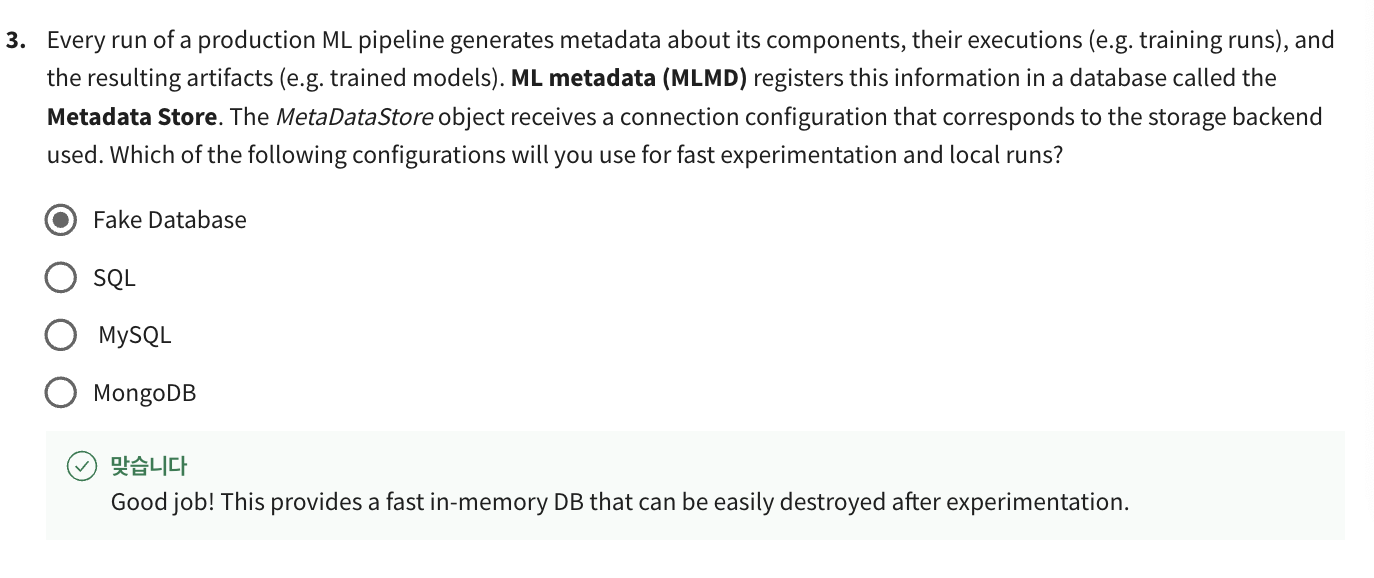 3. Every run of a production ML pipeline generates metadata about its components, their executions (e.g. training runs), and
the resulting artifacts (e.g. trained models). ML metadata (MLMD) registers this information in a database called the
Metadata Store. The MetaDataStore object receives a connection configuration that corresponds to the storage backend
used. Which of the following configurations will you use for fast experimentation and local runs?
Fake Database
SQL
MySQL
MongoDB
맞습니다
Good job! This provides a fast in-memory DB that can be easily destroyed after experimentation.